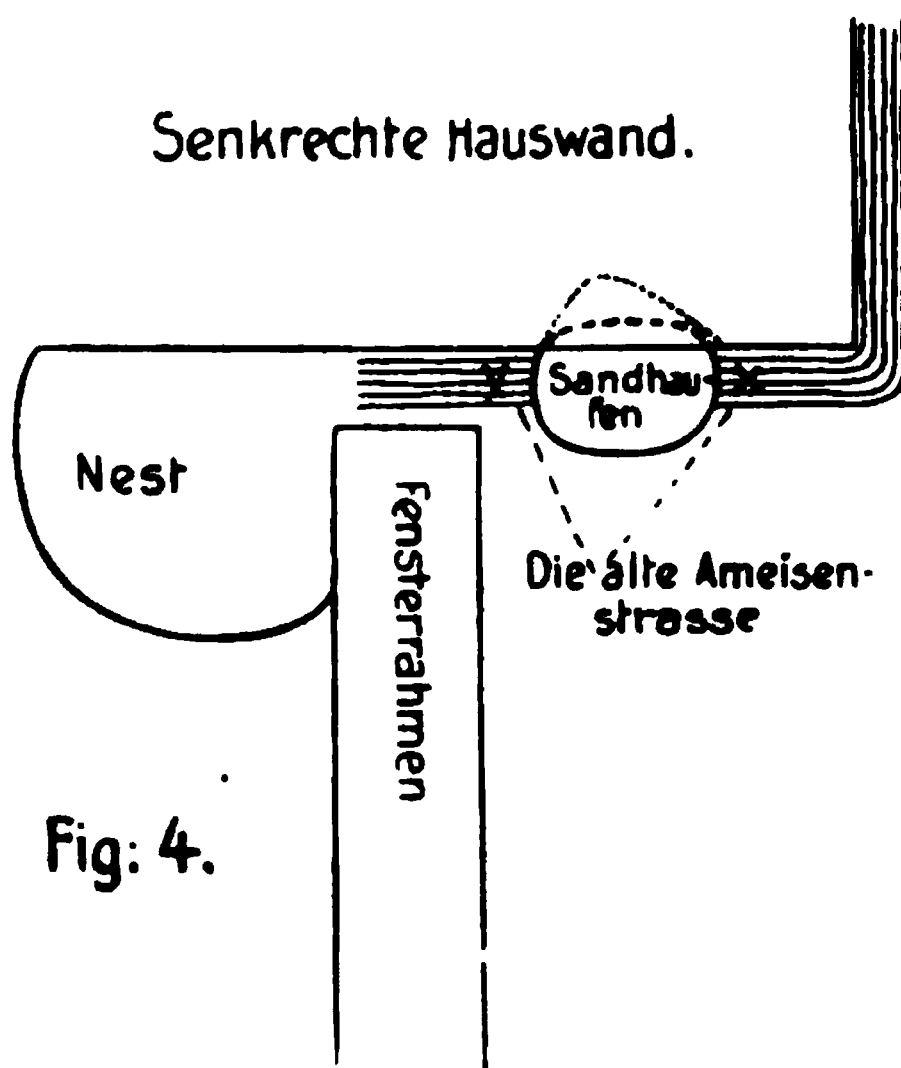 Senkrechte Hauswand.
Sandhau-
fen
Nest
Fensterrahmen
Die alte Ameisen-
strasse
Fig: 4.